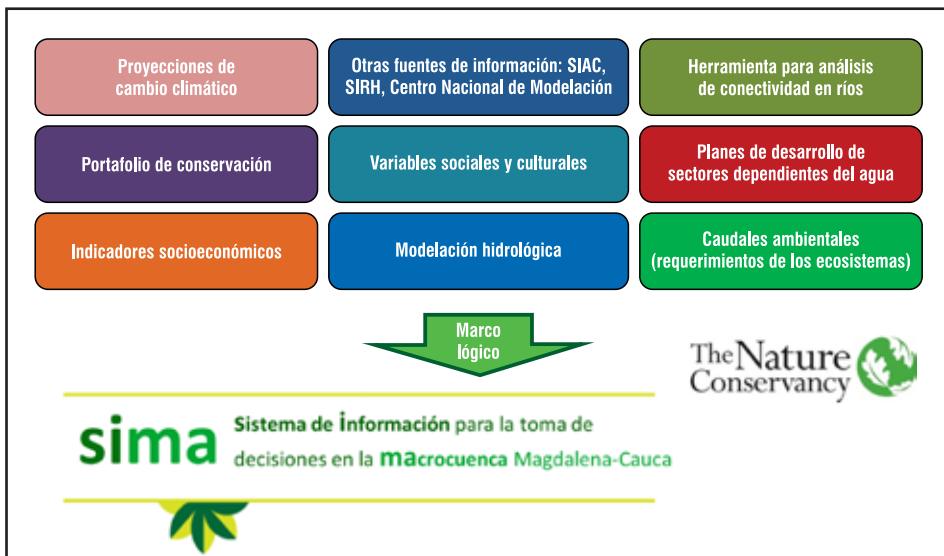 Proyecciones de
cambio climático
Otras fuentes de información: SIAC,
SIRH, Centro Nacional de Modelación
Herramienta para análisis
de conectividad en ríos
Portafolio de conservación
Variables sociales y culturales
Planes de desarrollo de
sectores dependientes del agua
Indicadores socioeconómicos
Modelación hidrológica
Caudales ambientales
(requerimientos de los ecosistemas)
Marco
lógico
The Nature
Conservancy
sima
Sistema de información para la toma de
decisiones en la macrocuenca Magdalena-Cauca